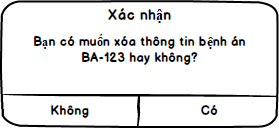 Xác nhận
Bạn có muốn xóa thông tin bệnh án
BA-123 hay không?
Không
Có